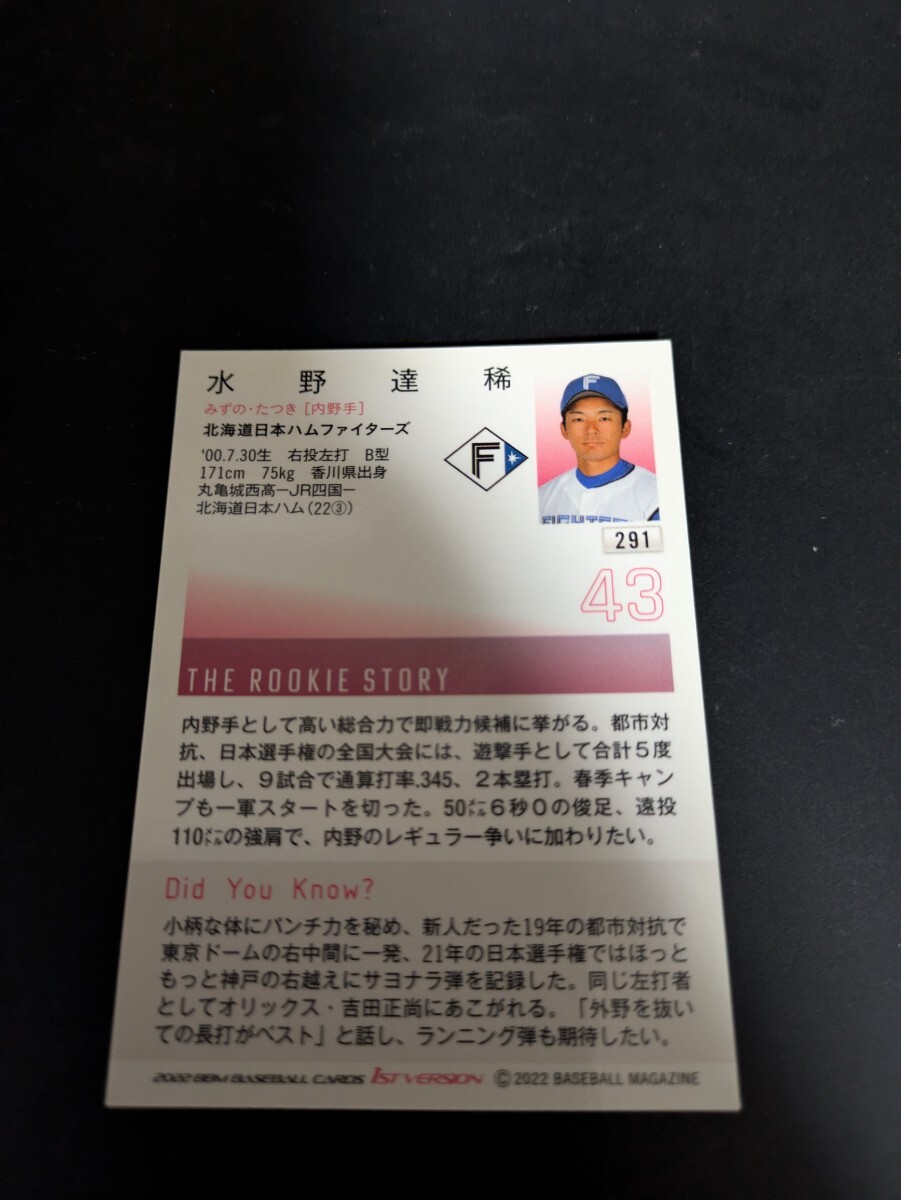 水野達稀
みずの・たつき［内野手］
北海道日本ハムファイターズ
'00.7.30生 右投左打 B型
171cm 75kg 香川県出身
丸亀城西高ーJR四国ー
北海道日本ハム（22③）
F
F
FIGHTERS
291
43
THE ROOKIE STORY
内野手として高い総合力で即戦力候補に挙がる。都市対
抗、日本選手権の全国大会には、遊撃手として合計５度
出場し、９試合で通算打率.345、２本塁打。春季キャン
プも一軍スタートを切った。50㍍６秒０の俊足、遠投
110㍍の強肩で、内野のレギュラー争いに加わりたい。
Did You Know?
小柄な体にパンチ力を秘め、新人だった19年の都市対抗で
東京ドームの右中間に一発、21年の日本選手権ではほっと
もっと神戸の右越えにサヨナラ弾を記録した。同じ左打者
としてオリックス・吉田正尚にあこがれる。「外野を抜い
ての長打がベスト」と話し、ランニング弾も期待したい。
2022 BBM BASEBALL CARDS 1ST VERSION ©2022 BASEBALL MAGAZINE